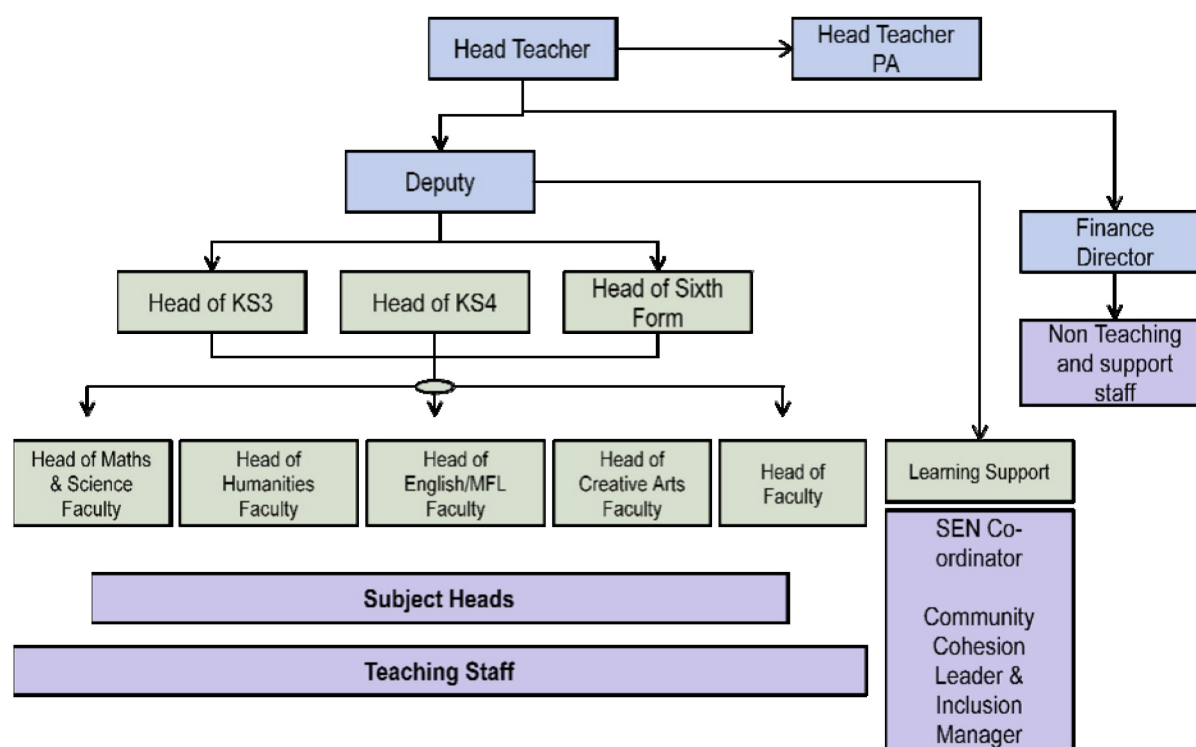 Head Teacher
Head Teacher
PA
Deputy
Finance
Director
Head of KS3
Head of KS4
Head of Sixth
Form
Non Teaching
and support
staff
Head of Maths
& Science
Faculty
Head of
Humanities
Faculty
Head of
English/MFL
Faculty
Head of
Creative Arts
Faculty
Head of
Faculty
Learning Support
SEN Co-
ordinator
Community
Cohesion
Leader &
Inclusion
Manager
Subject Heads
Teaching Staff